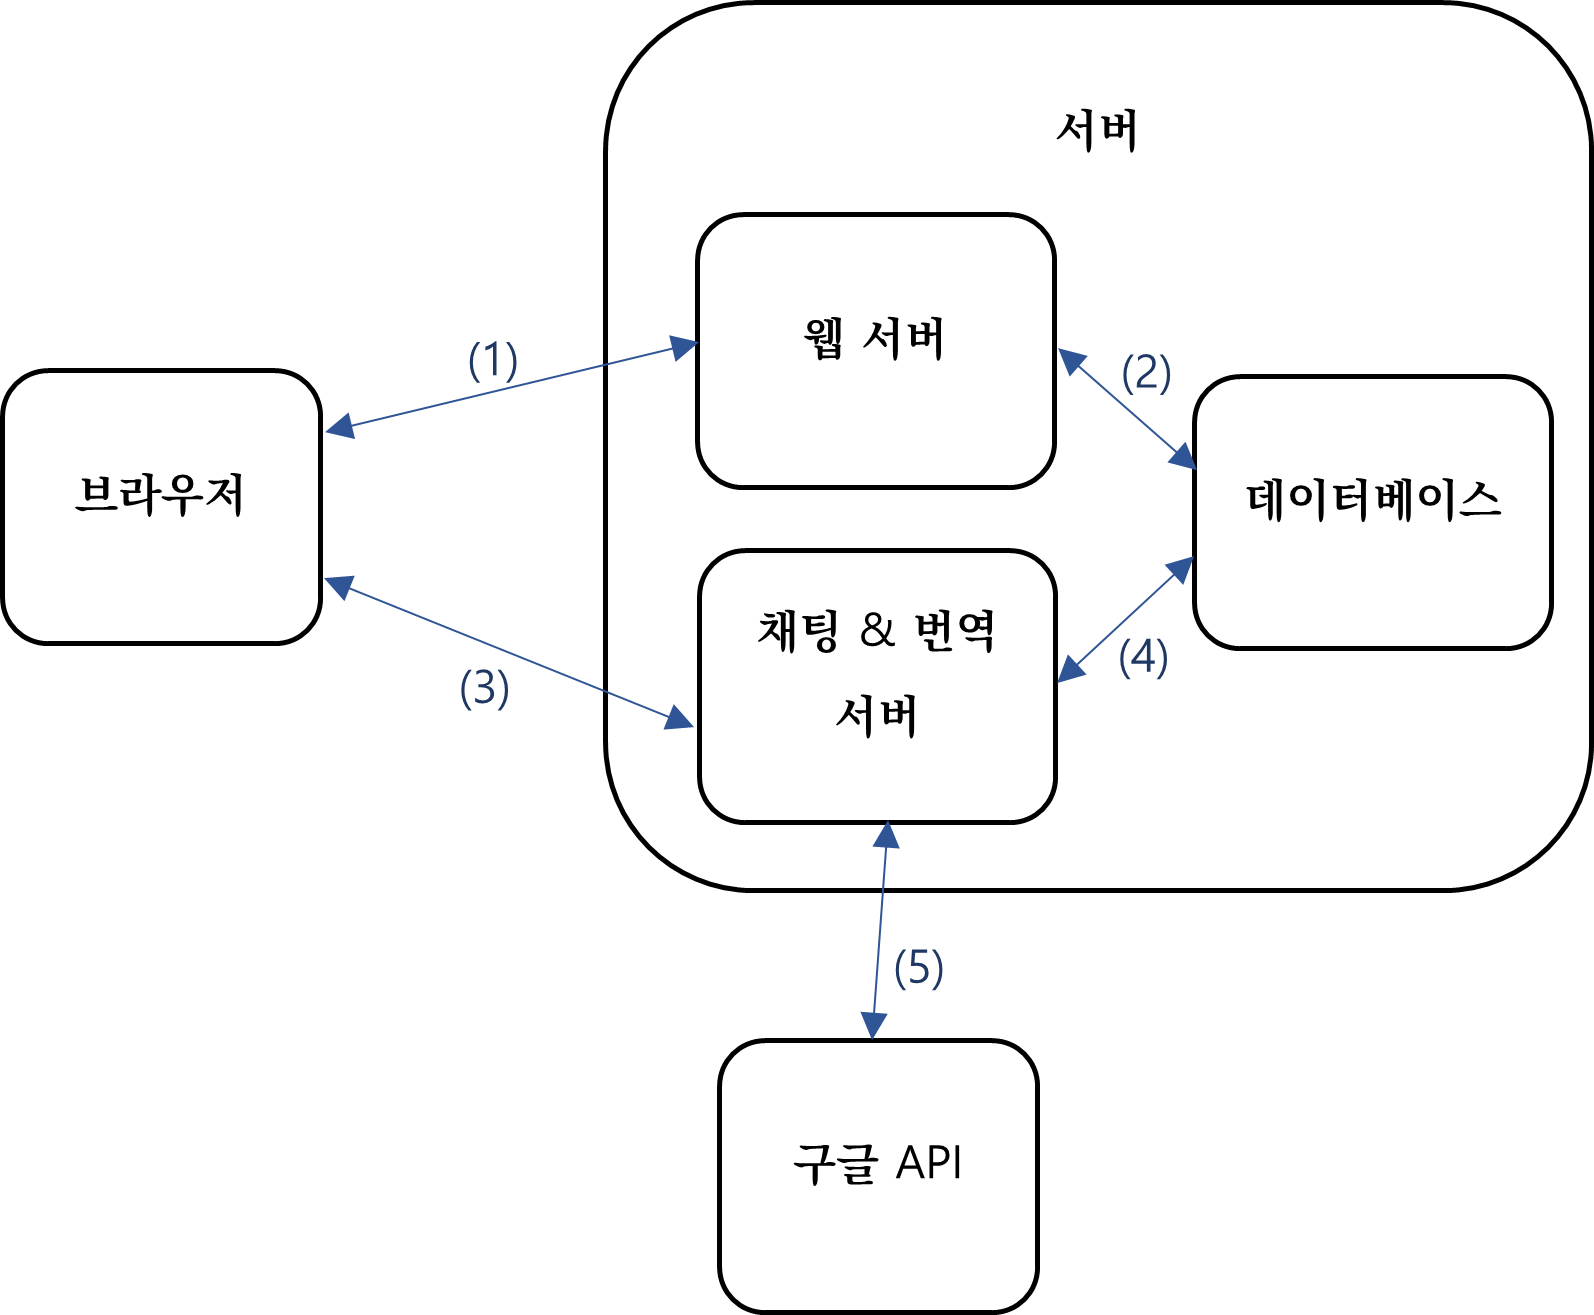 서버
웹 서버
(1)
(2)
브라우저
데이터베이스
채팅 & 번역
서버
(3)
(4)
(5)
구글 API